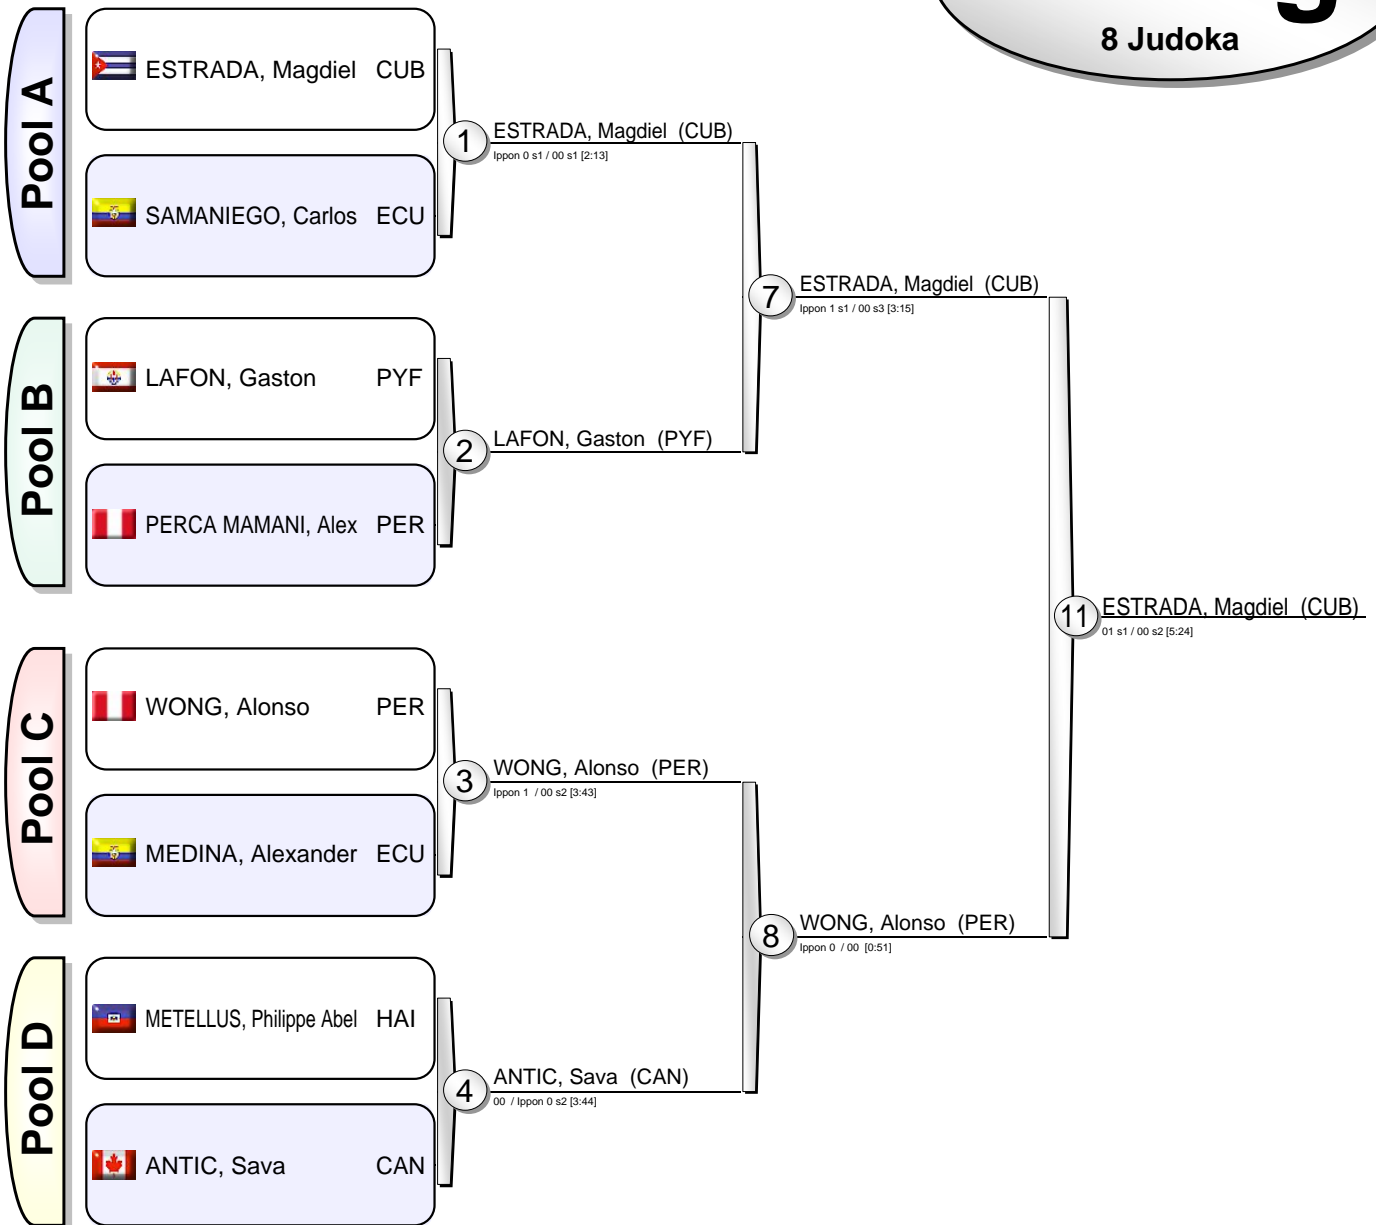 8 Judoka
Pool A
ESTRADA, Magdiel CUB
SAMANIEGO, Carlos ECU
1 ESTRADA, Magdiel (CUB)
Ippon 0 s1 / 00 s1 [2:13]
Pool B
LAFON, Gaston PYF
PERCA MAMANI, Alex PER
2 LAFON, Gaston (PYF)
7 ESTRADA, Magdiel (CUB)
Ippon 1 s1 / 00 s3 [3:15]
Pool C
WONG, Alonso PER
MEDINA, Alexander ECU
3 WONG, Alonso (PER)
Ippon 1 / 00 s2 [3:43]
Pool D
METELLUS, Philippe Abel HAI
ANTIC, Sava CAN
4 ANTIC, Sava (CAN)
00 / Ippon 0 s2 [3:44]
8 WONG, Alonso (PER)
Ippon 0 / 00 [0:51]
11 ESTRADA, Magdiel (CUB)
01 s1 / 00 s2 [5:24]